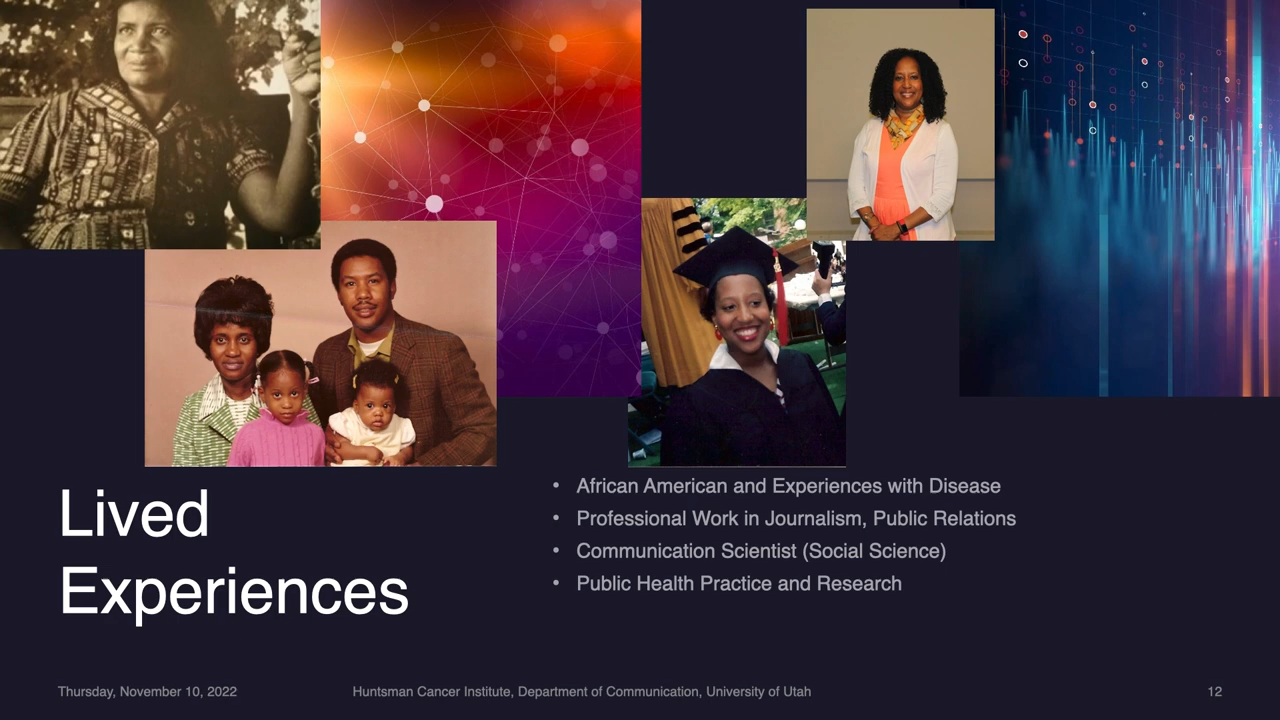 Lived
Experiences
• African American and Experiences with Disease
• Professional Work in Journalism, Public Relations
• Communication Scientist (Social Science)
• Public Health Practice and Research
Thursday, November 10, 2022
Huntsman Cancer Institute, Department of Communication, University of Utah
12